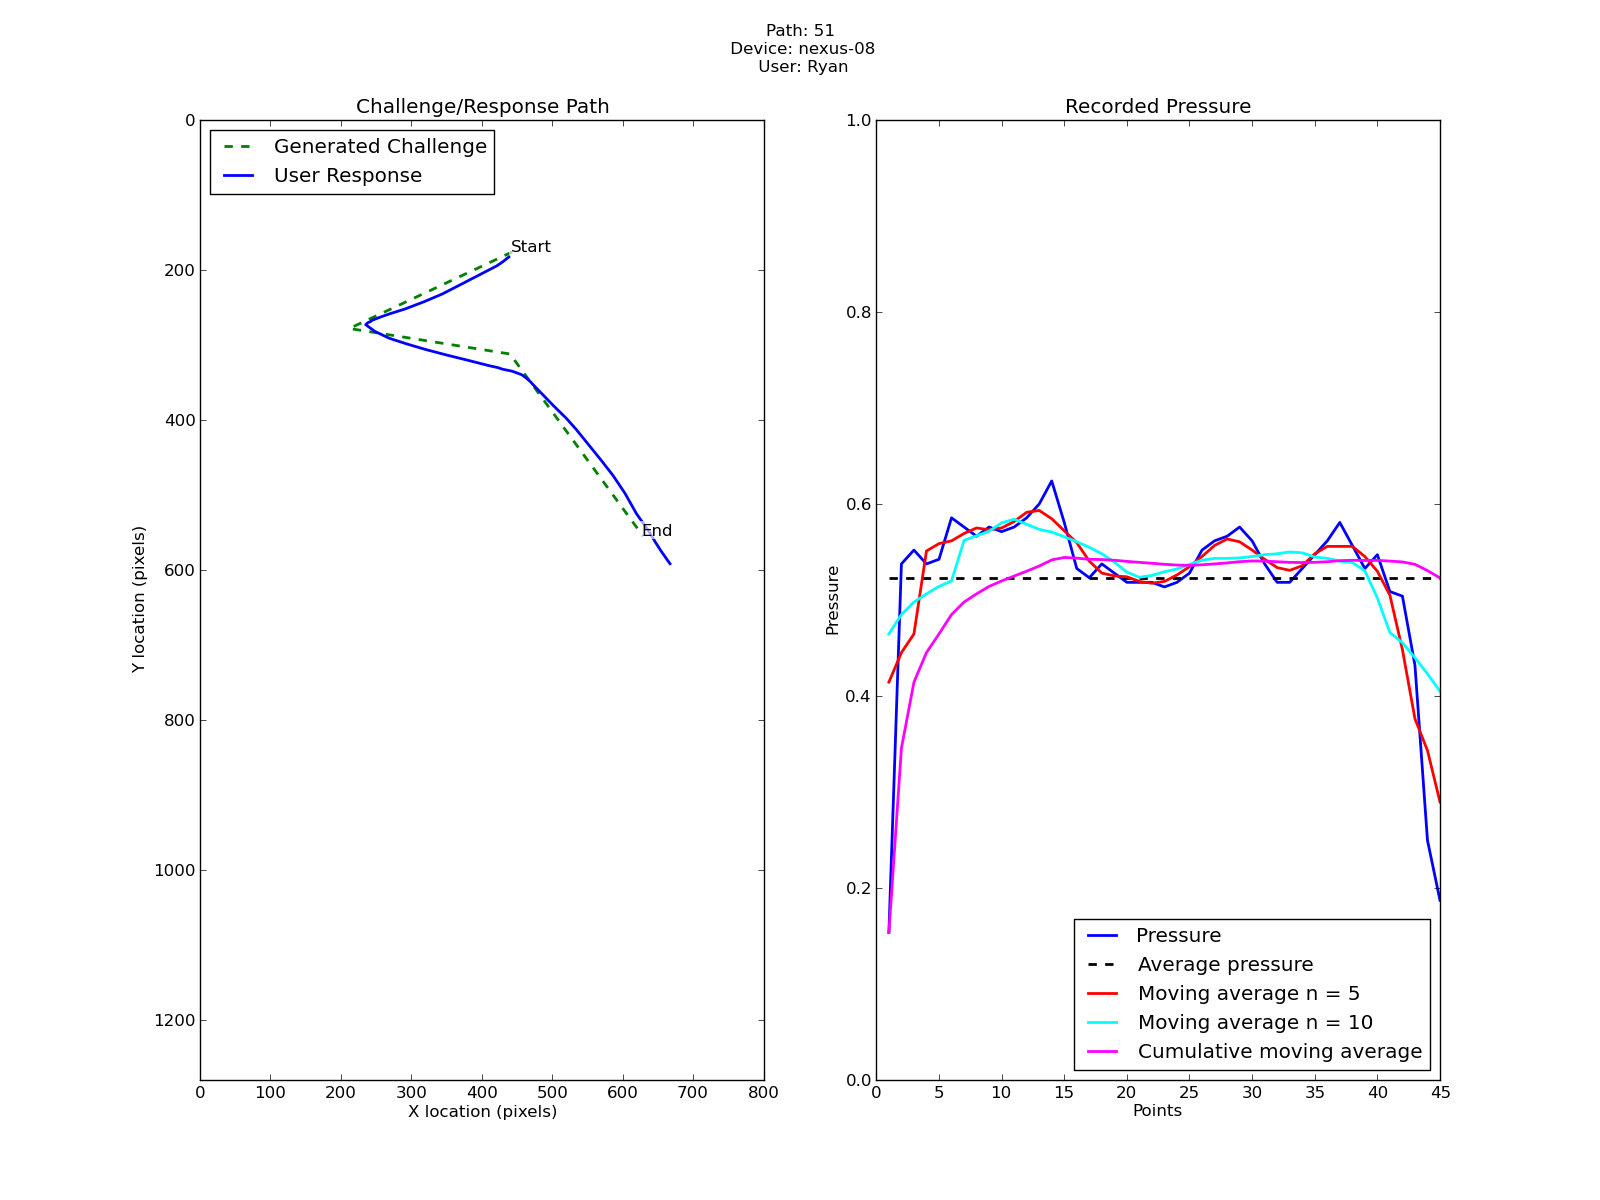 Path: 51
Device: nexus-08
User: Ryan
Challenge/Response Path
Generated Challenge
User Response
Start
End
0
200
400
600
800
1000
1200
Y location (pixels)
0 100 200 300 400 500 600 700 800
X location (pixels)
Recorded Pressure
1.0
0.8
0.6
0.4
0.2
0.0
Pressure
Pressure
Average pressure
Moving average n = 5
Moving average n = 10
Cumulative moving average
0 5 10 15 20 25 30 35 40 45
Points